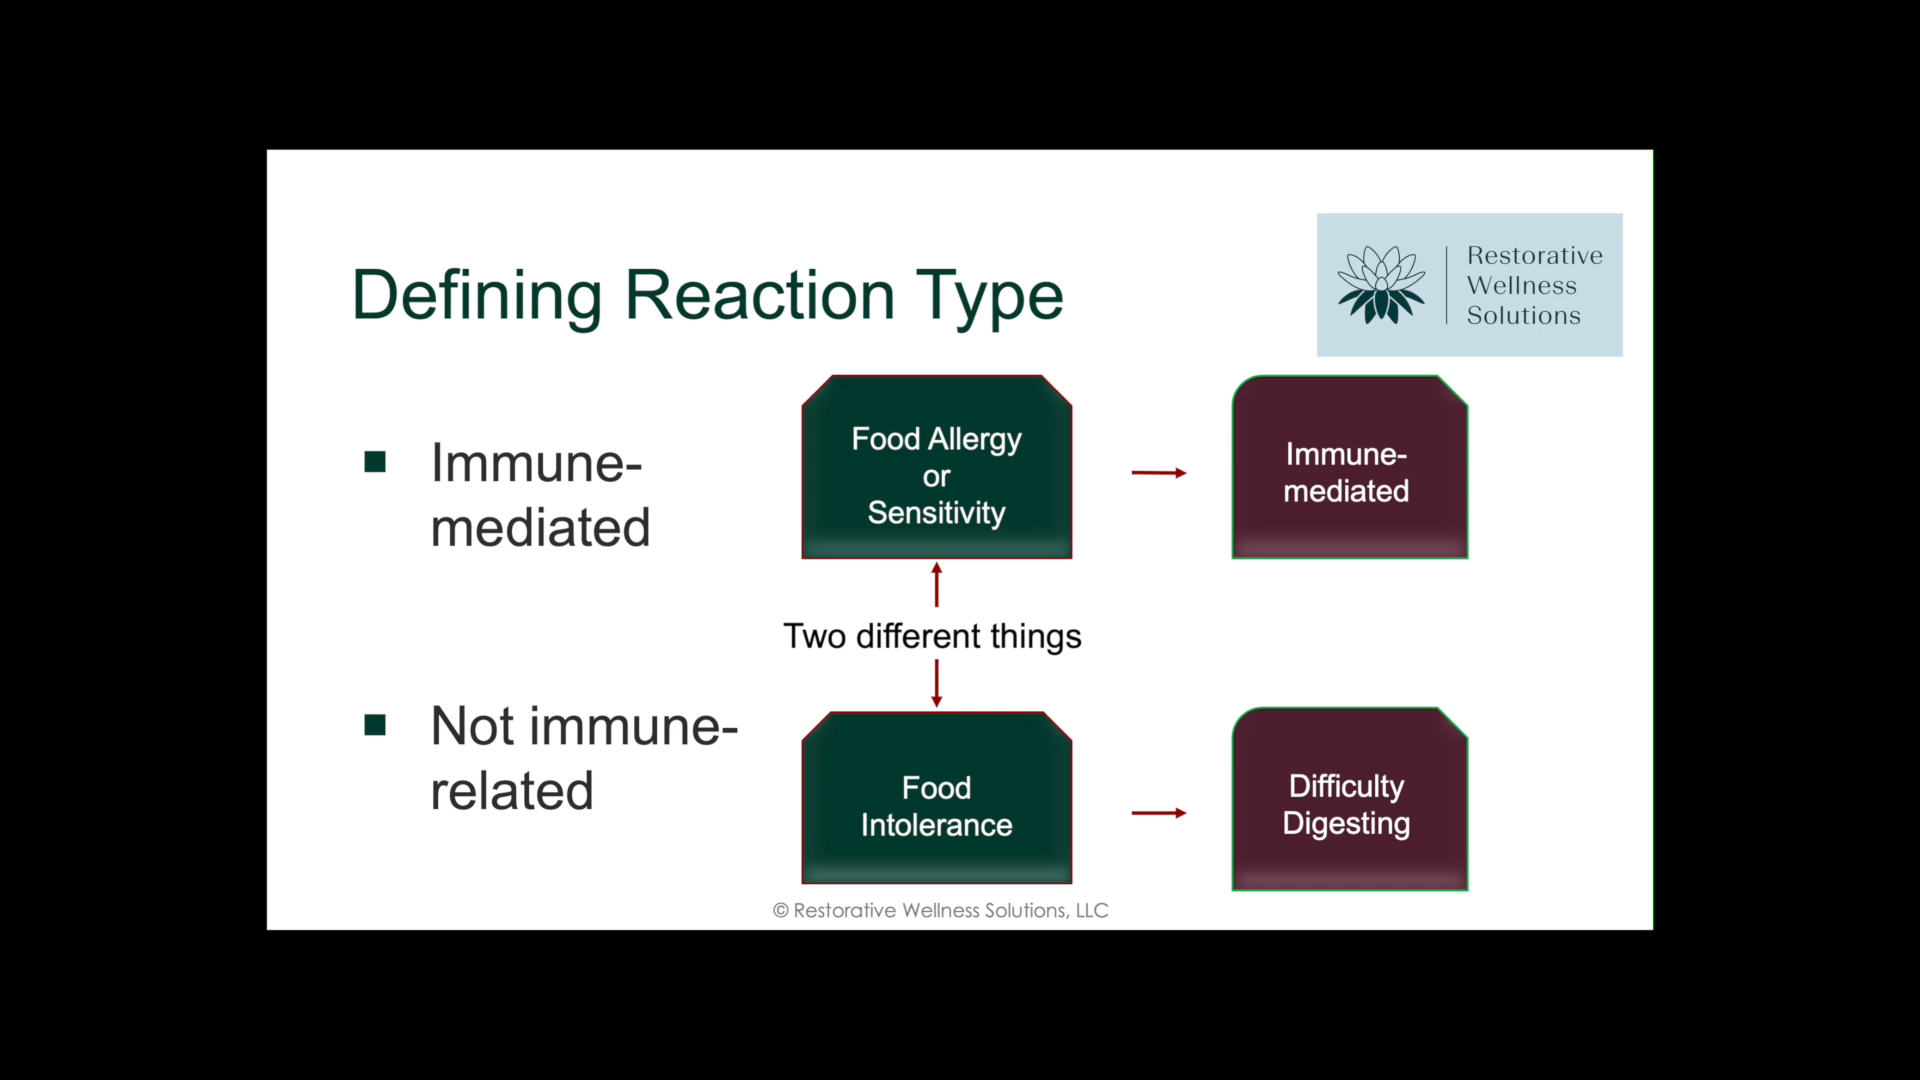 Restorative
Wellness
Solutions
Defining Reaction Type
Immune-
mediated
Food Allergy
or
Sensitivity
Immune-
mediated
Two different things
Not immune-
related
Food
Intolerance
Difficulty
Digesting
© Restorative Wellness Solutions, LLC